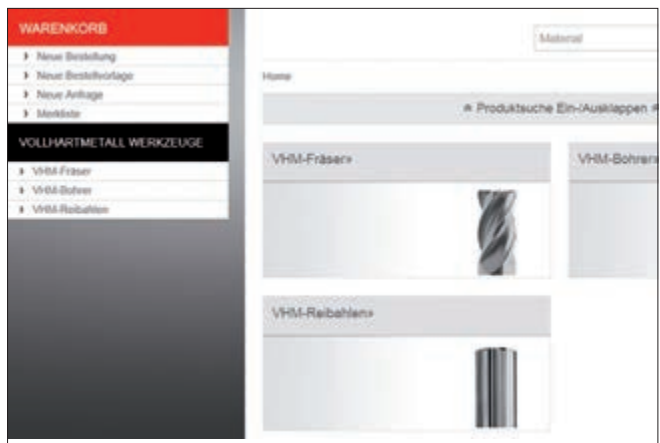 WARENKORB
Neue Bestellung
Neue Bestellvorlage
Neue Anfrage
Merkliste
VOLLHARTMETALL WERKZEUGE
VHM-Fräser
VHM-Bohrer
VHM-Reibahlen
Material
Home
Produktsuche Ein-/Ausklappen
VHM-Fräser»
VHM-Bohrer»
VHM-Reibahlen»